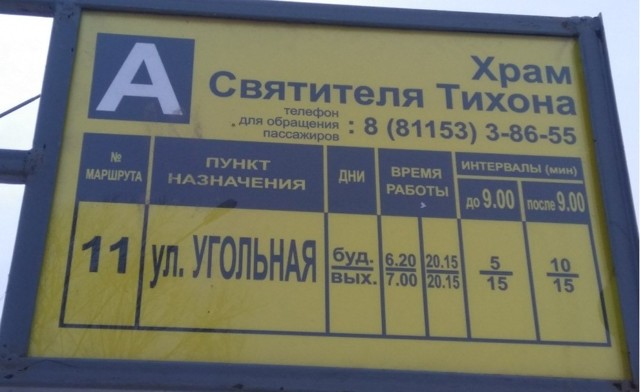 А
Храм
Святителя Тихона
телефон
для обращения
пассажиров : 8 (81153) 3-86-55
№
МАРШРУТА
ПУНКТ
НАЗНАЧЕНИЯ
ДНИ
ВРЕМЯ
РАБОТЫ
ИНТЕРВАЛЫ (мин)
до 9.00
после 9.00
11
ул. УГОЛЬНАЯ
буд.
вых.
6.20
7.00
20.15
20.15
5
15
10
15